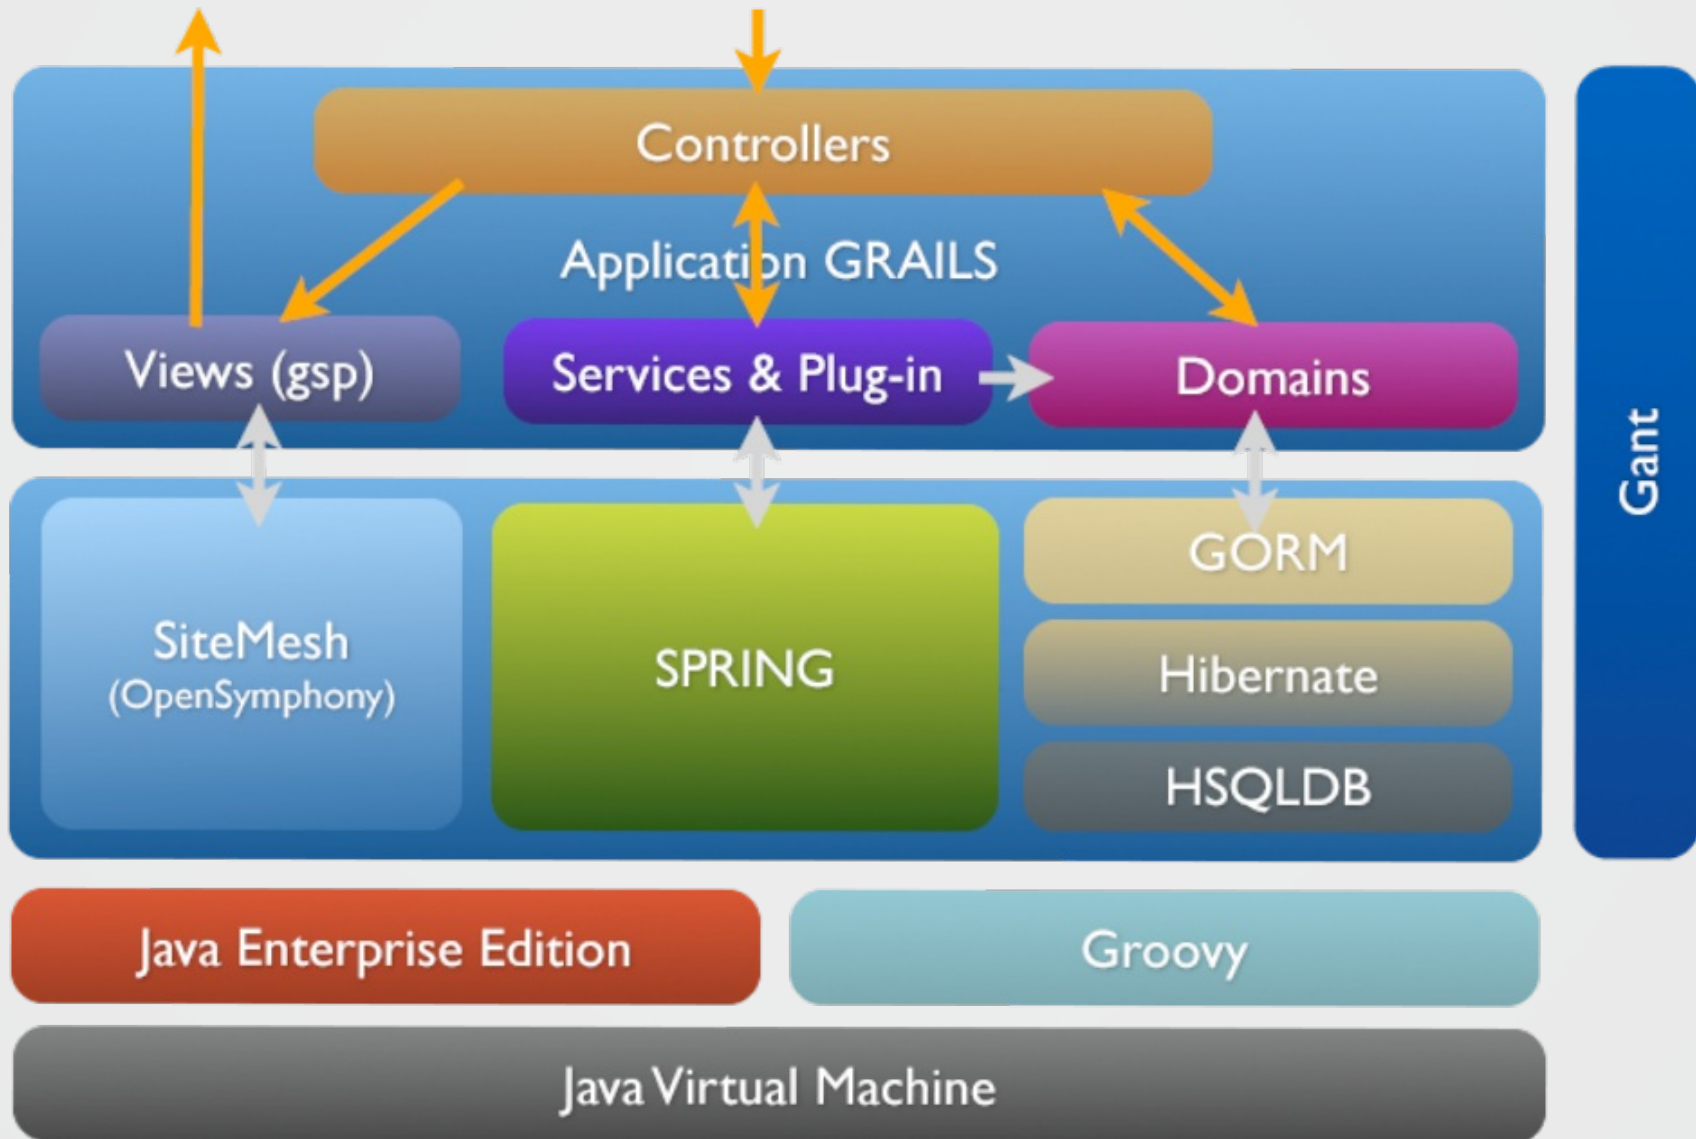 Controllers
Application GRAILS
Views (gsp)
Services & Plug-in
Domains
Gant
SiteMesh
(OpenSymphony)
SPRING
GORM
Hibernate
HSQLDB
Java Enterprise Edition
Groovy
Java Virtual Machine